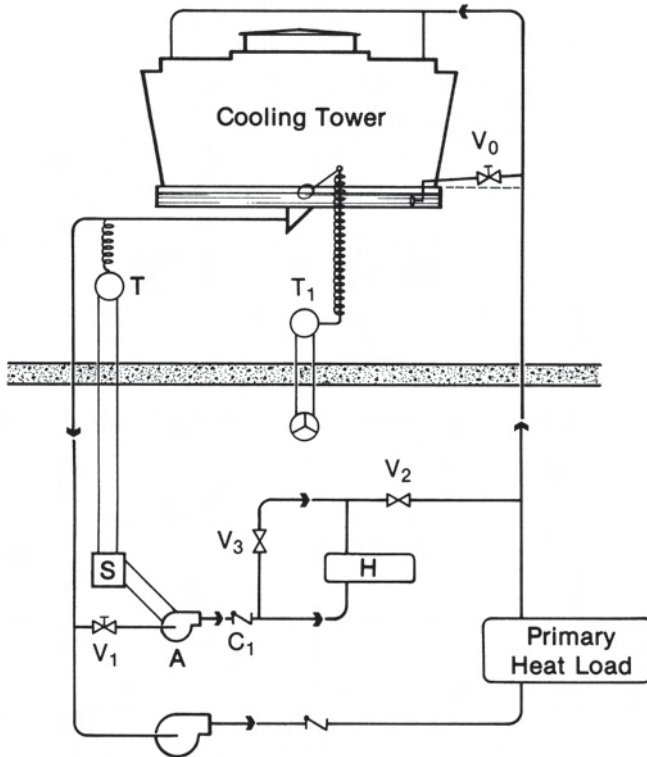 Cooling Tower
V0
T
T1
V2
V3
H
S
V1
A
C1
Primary
Heat Load